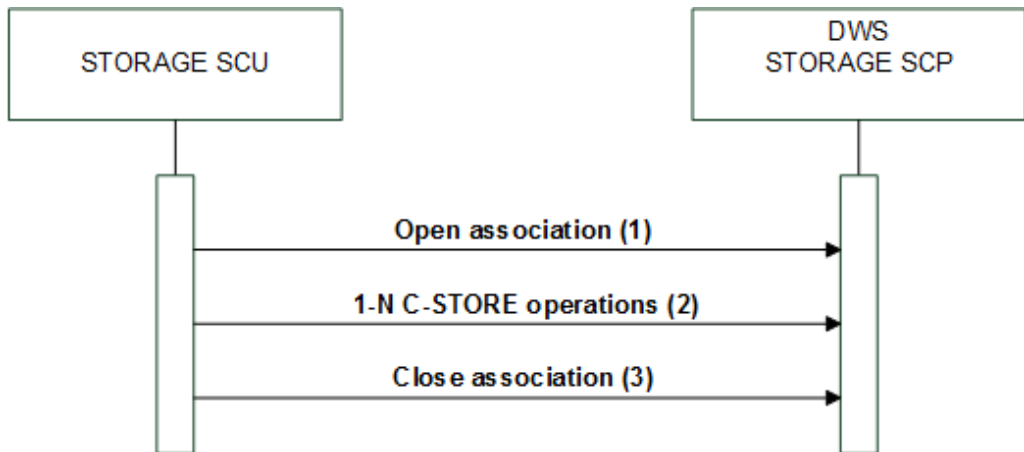 STORAGE SCU
DWS
STORAGE SCP
Open association (1)
1-N C-STORE operations (2)
Close association (3)